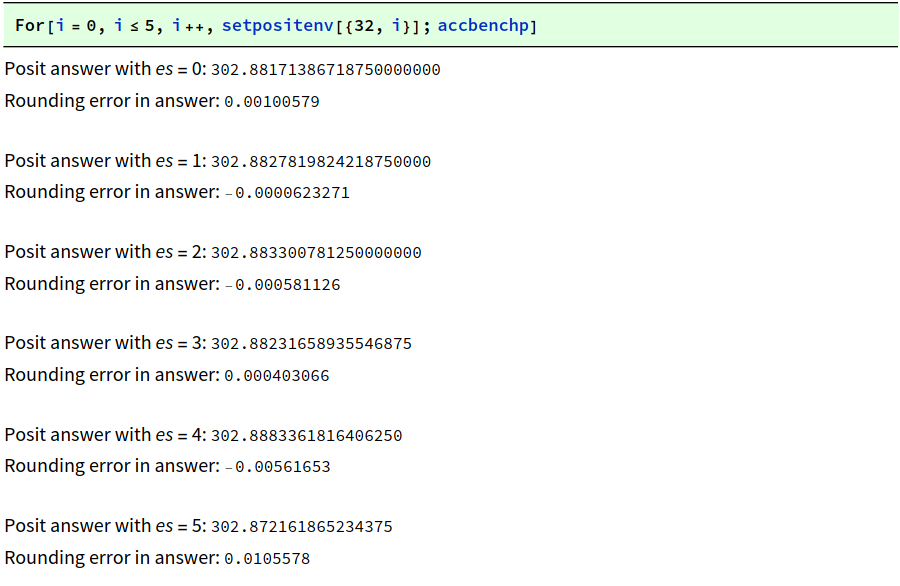 For[i = 0, i ≤ 5, i++, setpositenv[{32, i}]; accbenchp]
Posit answer with es = 0: 302.88171386718750000000
Rounding error in answer: 0.00100579
Posit answer with es = 1: 302.8827819824218750000
Rounding error in answer: -0.0000623271
Posit answer with es = 2: 302.883300781250000000
Rounding error in answer: -0.000581126
Posit answer with es = 3: 302.88231658935546875
Rounding error in answer: 0.000403066
Posit answer with es = 4: 302.8883361816406250
Rounding error in answer: -0.00561653
Posit answer with es = 5: 302.872161865234375
Rounding error in answer: 0.0105578